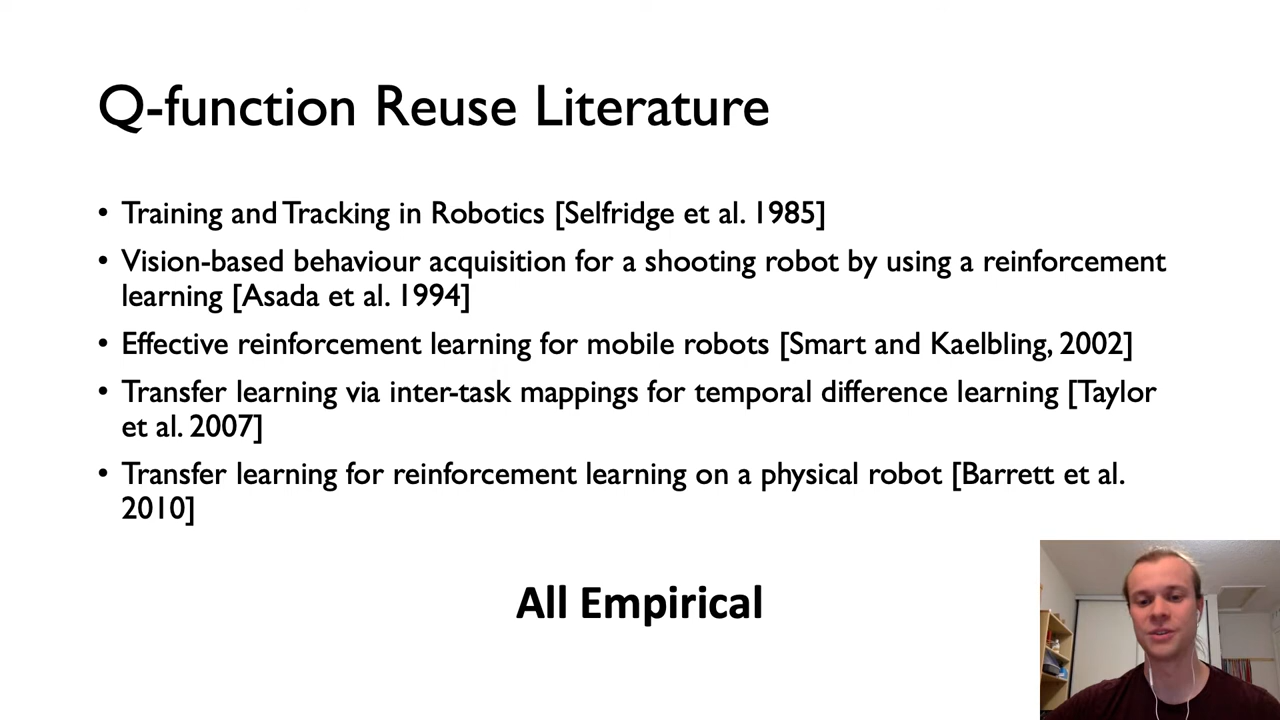 Q-function Reuse Literature
• Training and Tracking in Robotics [Selfridge et al. 1985]
• Vision-based behaviour acquisition for a shooting robot by using a reinforcement
learning [Asada et al. 1994]
• Effective reinforcement learning for mobile robots [Smart and Kaelbling, 2002]
• Transfer learning via inter-task mappings for temporal difference learning [Taylor
et al. 2007]
• Transfer learning for reinforcement learning on a physical robot [Barrett et al.
2010]
All Empirical